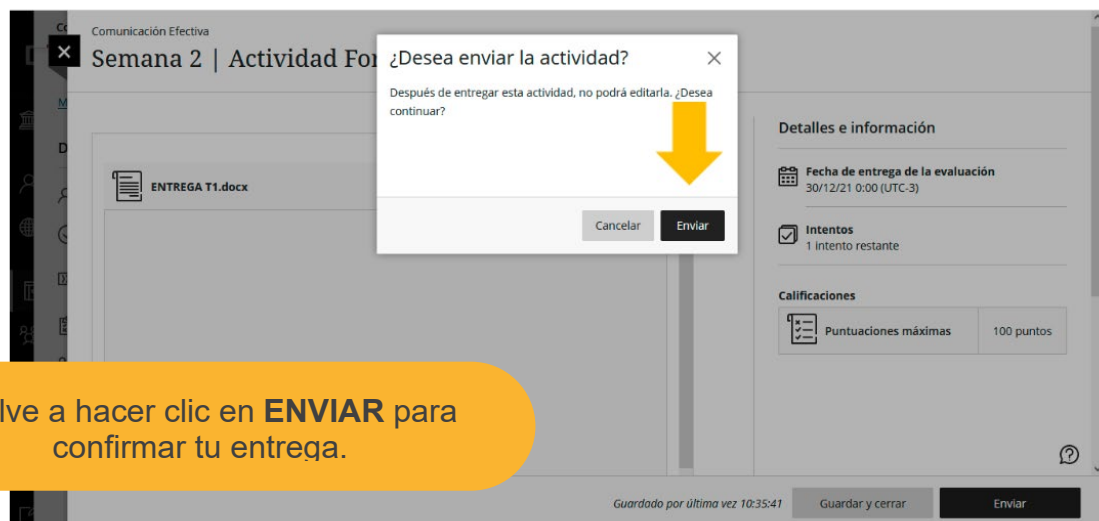 Comunicación Efectiva
Semana 2 | Actividad For
¿Desea enviar la actividad?
Después de entregar esta actividad, no podrá editarla. ¿Desea
continuar?
Cancelar
Enviar
ENTREGA T1.docx
Detalles e información
Fecha de entrega de la evaluación
30/12/21 0:00 (UTC-3)
Intentos
1 intento restante
Calificaciones
Puntuaciones máximas
100 puntos
lve a hacer clic en ENVIAR para
confirmar tu entrega.
Guardado por última vez 10:35:41
Guardar y cerrar
Enviar